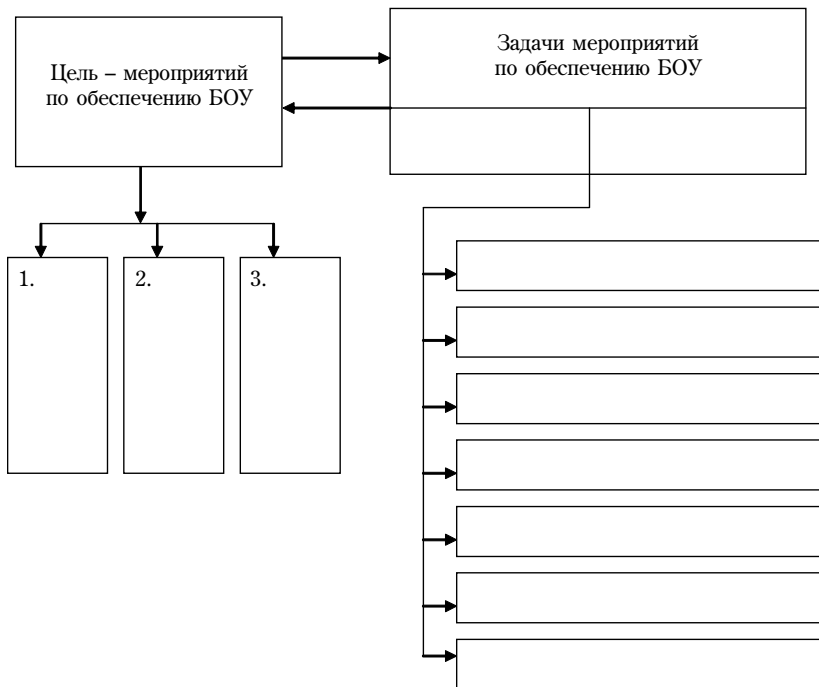 Цель – мероприятий
по обеспечению БОУ
Задачи мероприятий
по обеспечению БОУ
1.
2.
3.